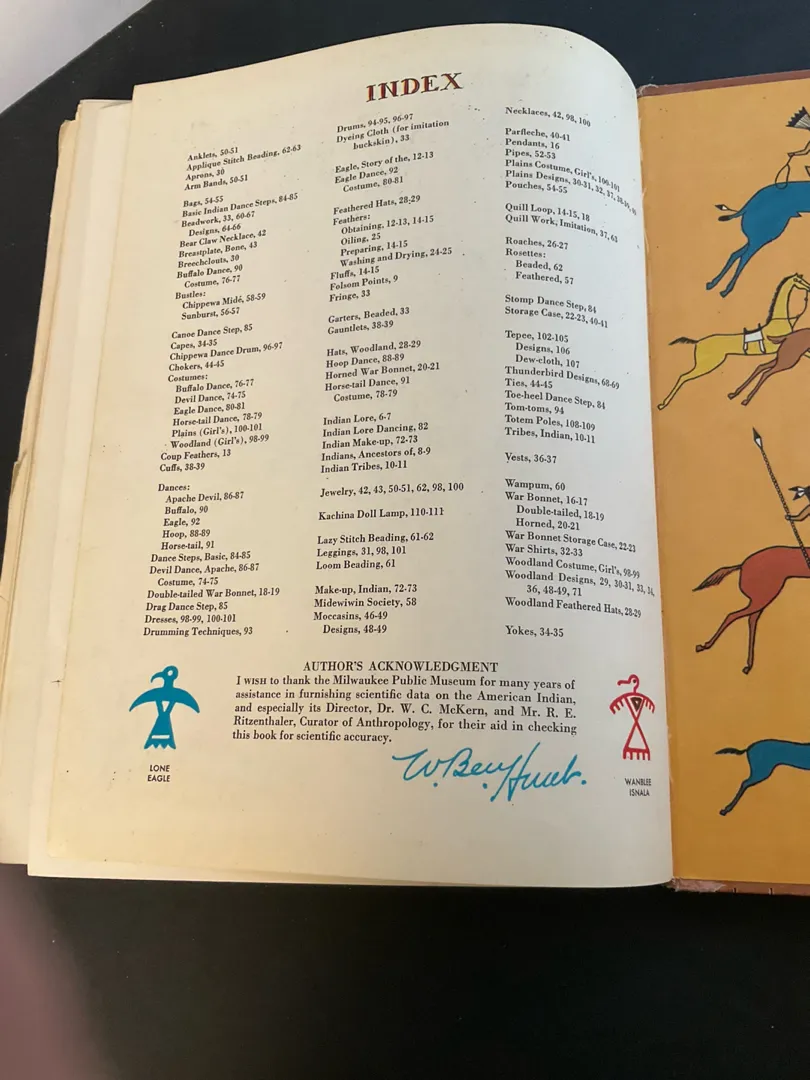 INDEX
Anklets, 50-51
Applique Stitch Beading, 62-63
Aprons, 30
Arm Bands, 50-51
Bags, 54-55
Basic Indian Dance Steps, 84-85
Beadwork, 33, 60-67
Designs, 64-66
Bear Claw Necklace, 42
Breastplate, Bone, 43
Breechclouts, 30
Buffalo Dance, 90
Costume, 76-77
Bustles:
Chippewa Midé, 58-59
Sunburst, 56-57
Canoe Dance Step, 85
Capes, 34-35
Chippewa Dance Drum, 96-97
Chokers, 44-45
Costumes:
Buffalo Dance, 76-77
Devil Dance, 74-75
Eagle Dance, 80-81
Horse-tail Dance, 78-79
Plains (Girl's), 100-101
Woodland (Girl's), 98-99
Coup Feathers, 13
Cuffs, 38-39
Dances:
Apache Devil, 86-87
Buffalo, 90
Eagle, 92
Hoop, 88-89
Horse-tail, 91
Dance Steps, Basic, 84-85
Devil Dance, Apache, 86-87
Costume, 74-75
Double-tailed War Bonnet, 18-19
Drag Dance Step, 85
Dresses, 98-99, 100-101
Drumming Techniques, 93
Drums, 94-95, 96-97
Dyeing Cloth (for imitation
buckskin), 33
Eagle, Story of the, 12-13
Eagle Dance, 92
Costume, 80-81
Feathered Hats, 28-29
Feathers:
Obtaining, 12-13, 14-15
Oiling, 25
Preparing, 14-15
Washing and Drying, 24-25
Fluffs, 14-15
Folsom Points, 9
Fringe, 33
Garters, Beaded, 33
Gauntlets, 38-39
Hats, Woodland, 28-29
Hoop Dance, 88-89
Horned War Bonnet, 20-21
Horse-tail Dance, 91
Costume, 78-79
Indian Lore, 6-7
Indian Lore Dancing, 82
Indian Make-up, 72-73
Indians, Ancestors of, 8-9
Indian Tribes, 10-11
Jewelry, 42, 43, 50-51, 62, 98, 100
Kachina Doll Lamp, 110-111
Lazy Stitch Beading, 61-62
Leggings, 31, 98, 101
Loom Beading, 61
Make-up, Indian, 72-73
Midewiwin Society, 58
Moccasins, 46-49
Designs, 48-49
Necklaces, 42, 98, 100
Parfleche, 40-41
Pendants, 16
Pipes, 52-53
Plains Costume, Girl's, 100-101
Plains Designs, 30-31, 32, 37,
Pouches, 54-55
Quill Loop, 14-15, 18
Quill Work, Imitation, 37, 63
Roaches, 26-27
Rosettes:
Beaded, 62
Feathered, 57
Stomp Dance Step, 84
Storage Case, 22-23, 40-41
Tepee, 102-105
Designs, 106
Dew-cloth, 107
Thunderbird Designs, 68-69
Ties, 44-45
Toe-heel Dance Step, 84
Tom-toms, 94
Totem Poles, 108-109
Tribes, Indian, 10-11
Vests, 36-37
Wampum, 60
War Bonnet, 16-17
Double-tailed, 18-19
Horned, 20-21
War Bonnet Storage Case, 22-23
War Shirts, 32-33
Woodland Costume, Girl's, 98-99
Woodland Designs, 29, 30-31, 33, 34,
36, 48-49, 71
Woodland Feathered Hats, 28-29
Yokes, 34-35
AUTHOR'S ACKNOWLEDGMENT
I WISH to thank the Milwaukee Public Museum for many years of
assistance in furnishing scientific data on the American Indian,
and especially its Director, Dr. W. C. McKern, and Mr. R. E.
Ritzenthaler, Curator of Anthropology, for their aid in checking
this book for scientific accuracy.
W. Ben Hunt.
LONE
EAGLE
WANBLEE
ISNALA